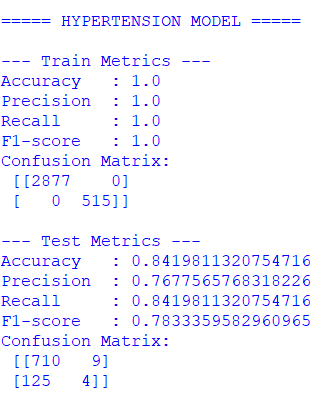 ===== HYPERTENSION MODEL =====
--- Train Metrics ---
Accuracy   : 1.0
Precision  : 1.0
Recall     : 1.0
F1-score   : 1.0
Confusion Matrix:
[[2877    0]
[   0  515]]
--- Test Metrics ---
Accuracy   : 0.8419811320754716
Precision  : 0.7677565768318226
Recall     : 0.8419811320754716
F1-score   : 0.7833359582960965
Confusion Matrix:
[[710   9]
[125   4]]